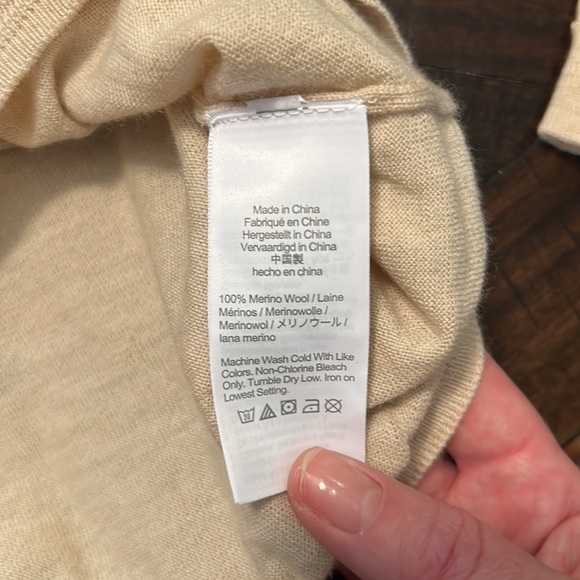 Made in China
Fabriqué en Chine
Hergestellt in China
Vervaardigd in China
中国製
hecho en china
100% Merino Wool / Laine
Mérinos / Merinowolle /
Merinowol / メリノウール /
lana merino
Machine Wash Cold With Like
Colors. Non-Chlorine Bleach
Only. Tumble Dry Low. Iron on
Lowest Setting.
30